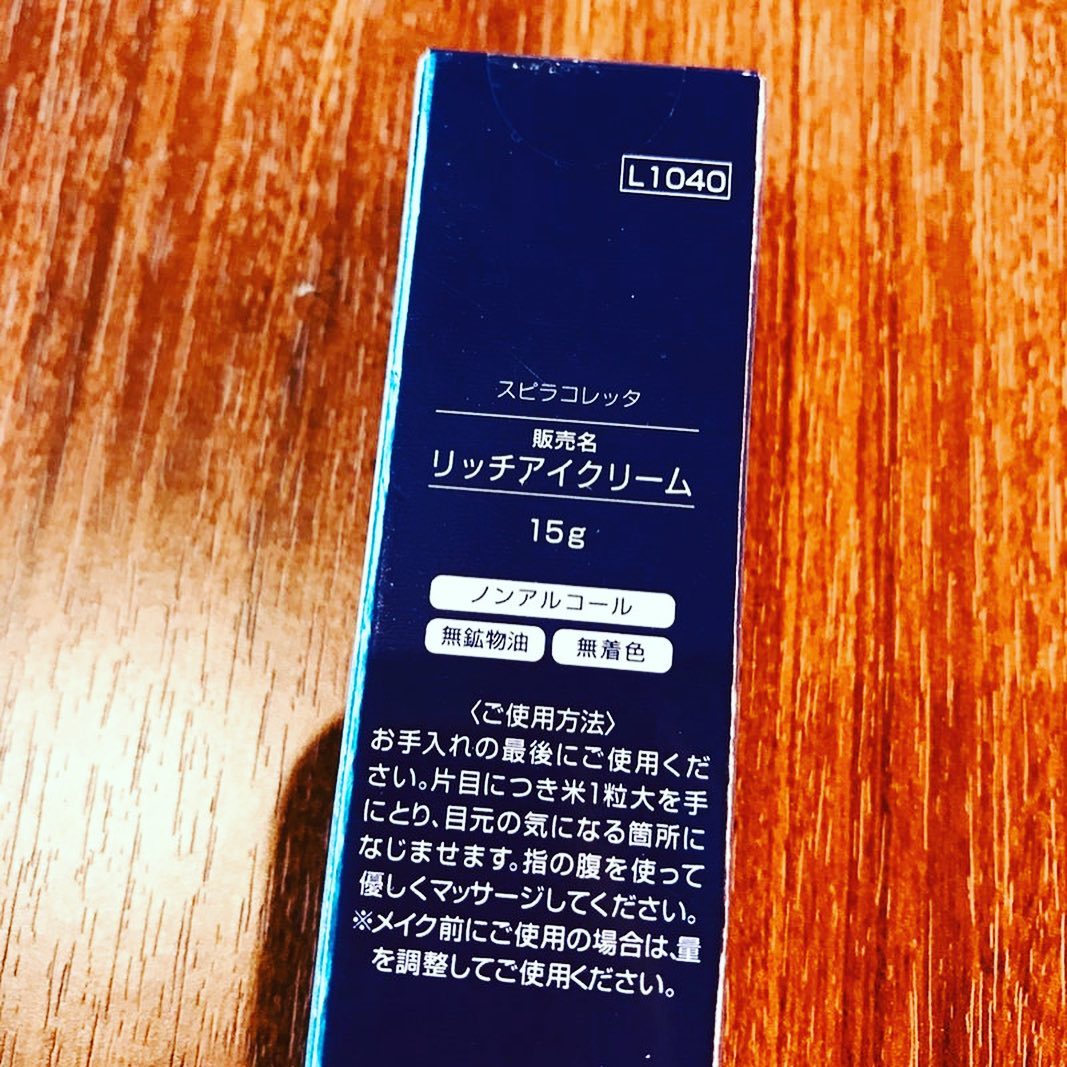 L1040
スピラコレッタ
販売名
リッチアイクリーム
15g
ノンアルコール
無鉱物油 無着色
〈ご使用方法〉
お手入れの最後にご使用くだ
さい。片目につき米1粒大を手
にとり、目元の気になる箇所に
なじませます。指の腹を使って
優しくマッサージしてください。
※メイク前にご使用の場合は、量
を調整してご使用ください。